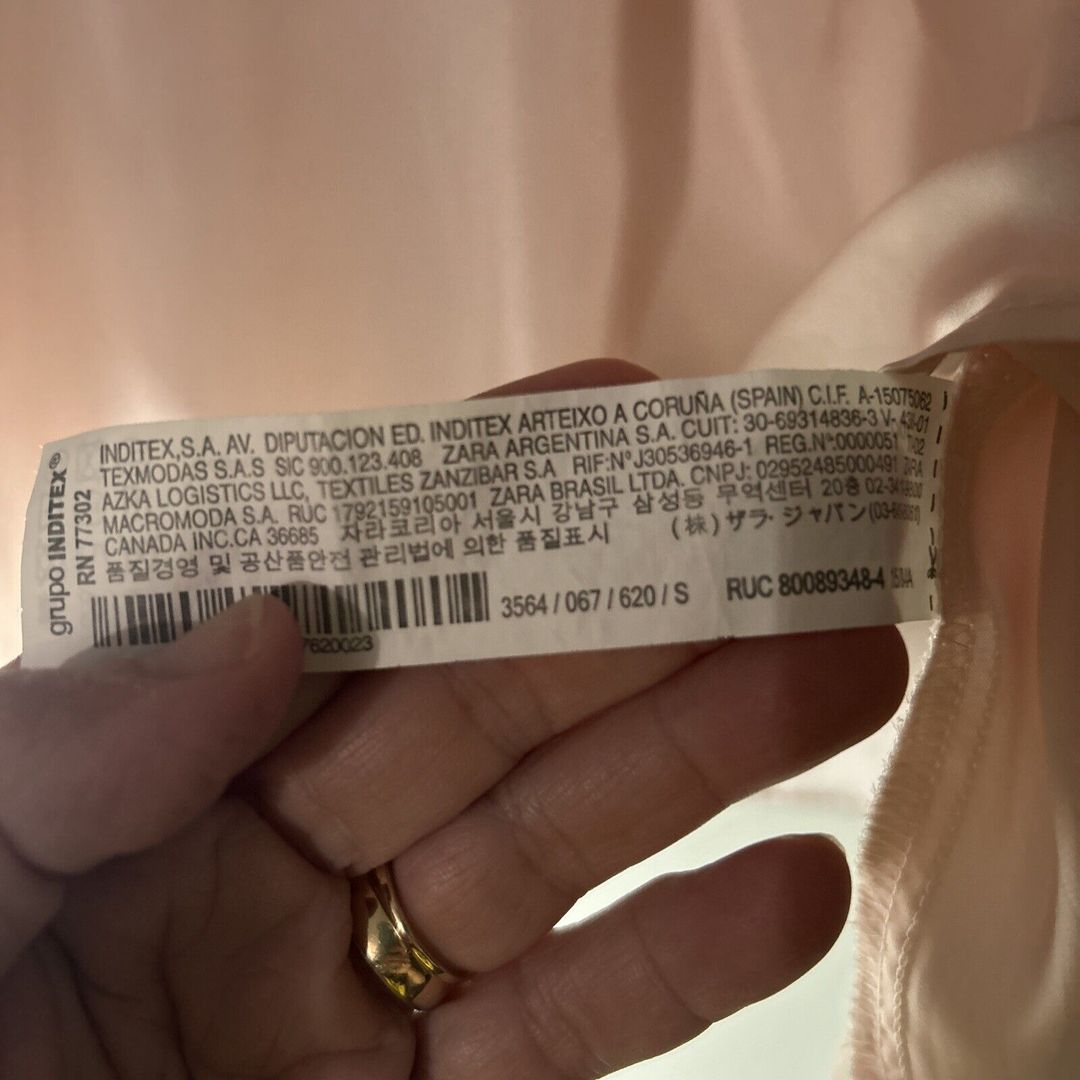 grupo INDITEX®
RN 77302
INDITEX,S.A. AV. DIPUTACION ED. INDITEX ARTEIXO A CORUÑA (SPAIN) C.I.F. A-15075062
TEXMODAS S.A.S SIC 900.123.408 ZARA ARGENTINA S.A. CUIT: 30-69314836-3 V-
AZKA LOGISTICS LLC, TEXTILES ZANZIBAR S.A RIF:NºJ30536946-1 REG.Nº:0000051
MACROMODA S.A. RUC 1792159105001 ZARA BRASIL LTDA. CNPJ: 02952485000491
CANADA INC.CA 36685 자라코리아 서울시 강남구 삼성동 무역센터 20층
품질경영 및 공산품안전 관리법에 의한 품질표시 (株) ザラ・ジャパン
3564 / 067 / 620 / S RUC 80089348-4
7620023